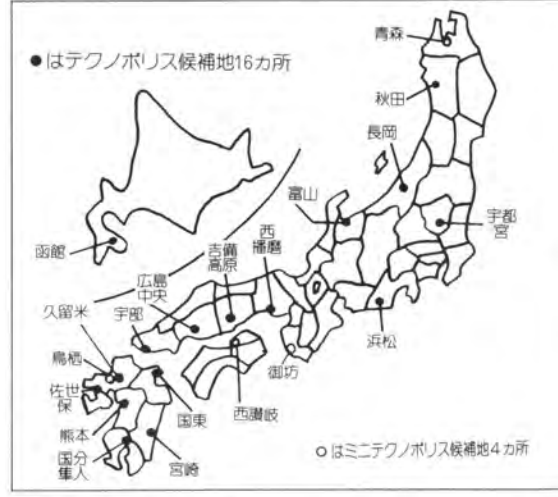 ●はテクノポリス候補地16カ所
青森
秋田
長岡
富山
宇都
宮
函館
西
播磨
吉備
高原
広島
中央
宇部
久留米
鳥栖
佐世
保
熊本
国分
隼人
国東
宮崎
西讃岐
御坊
浜松
○はミニテクノポリス候補地4カ所